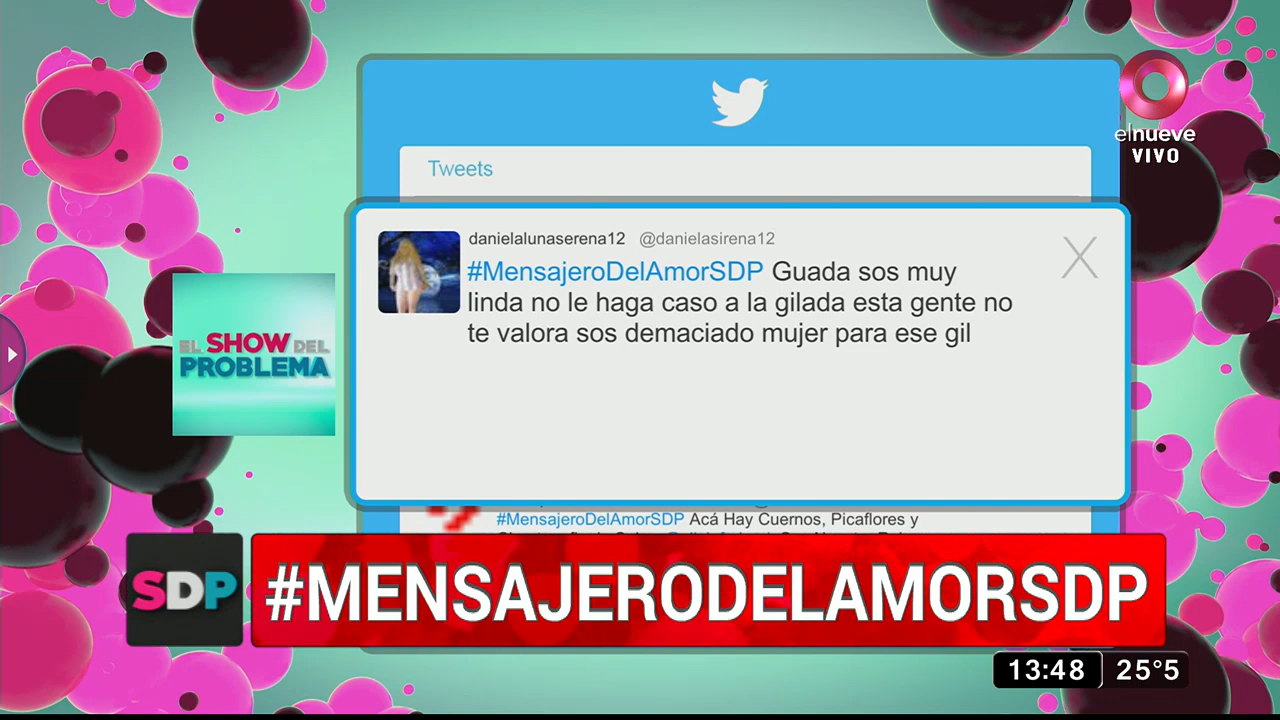 elnueve
VIVO
Tweets
danielalunaserena12 @danielasirena12
#MensajeroDelAmorSDP Guada sos muy
linda no le haga caso a la gilada esta gente no
te valora sos demaciado mujer para ese gil
EL SHOW DEL
PROBLEMA
#MensajeroDelAmorSDP Acá Hay Cuernos, Picaflores y
SDP
#MENSAJERODELAMORSDP
13:48 25°5